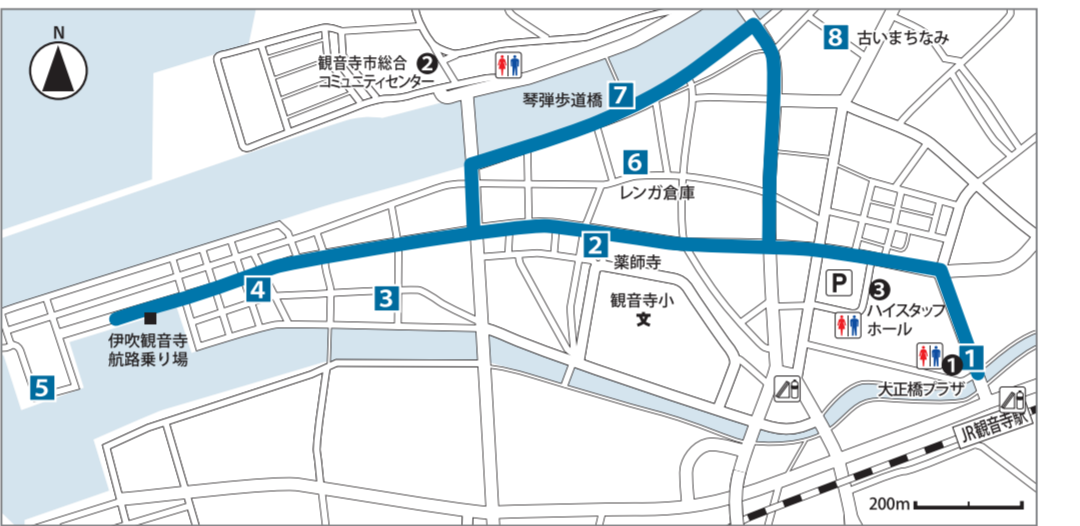 N
観音寺市総合 ❷
コミュニティセンター
8 古いまちなみ
琴弾歩道橋 7
6
レンガ倉庫
2
薬師寺
観音寺小
文
4
3
伊吹観音寺
航路乗り場
5
P
❸
ハイスタッフ
ホール
❶ 1
大正橋プラザ
JR観音寺駅
200m